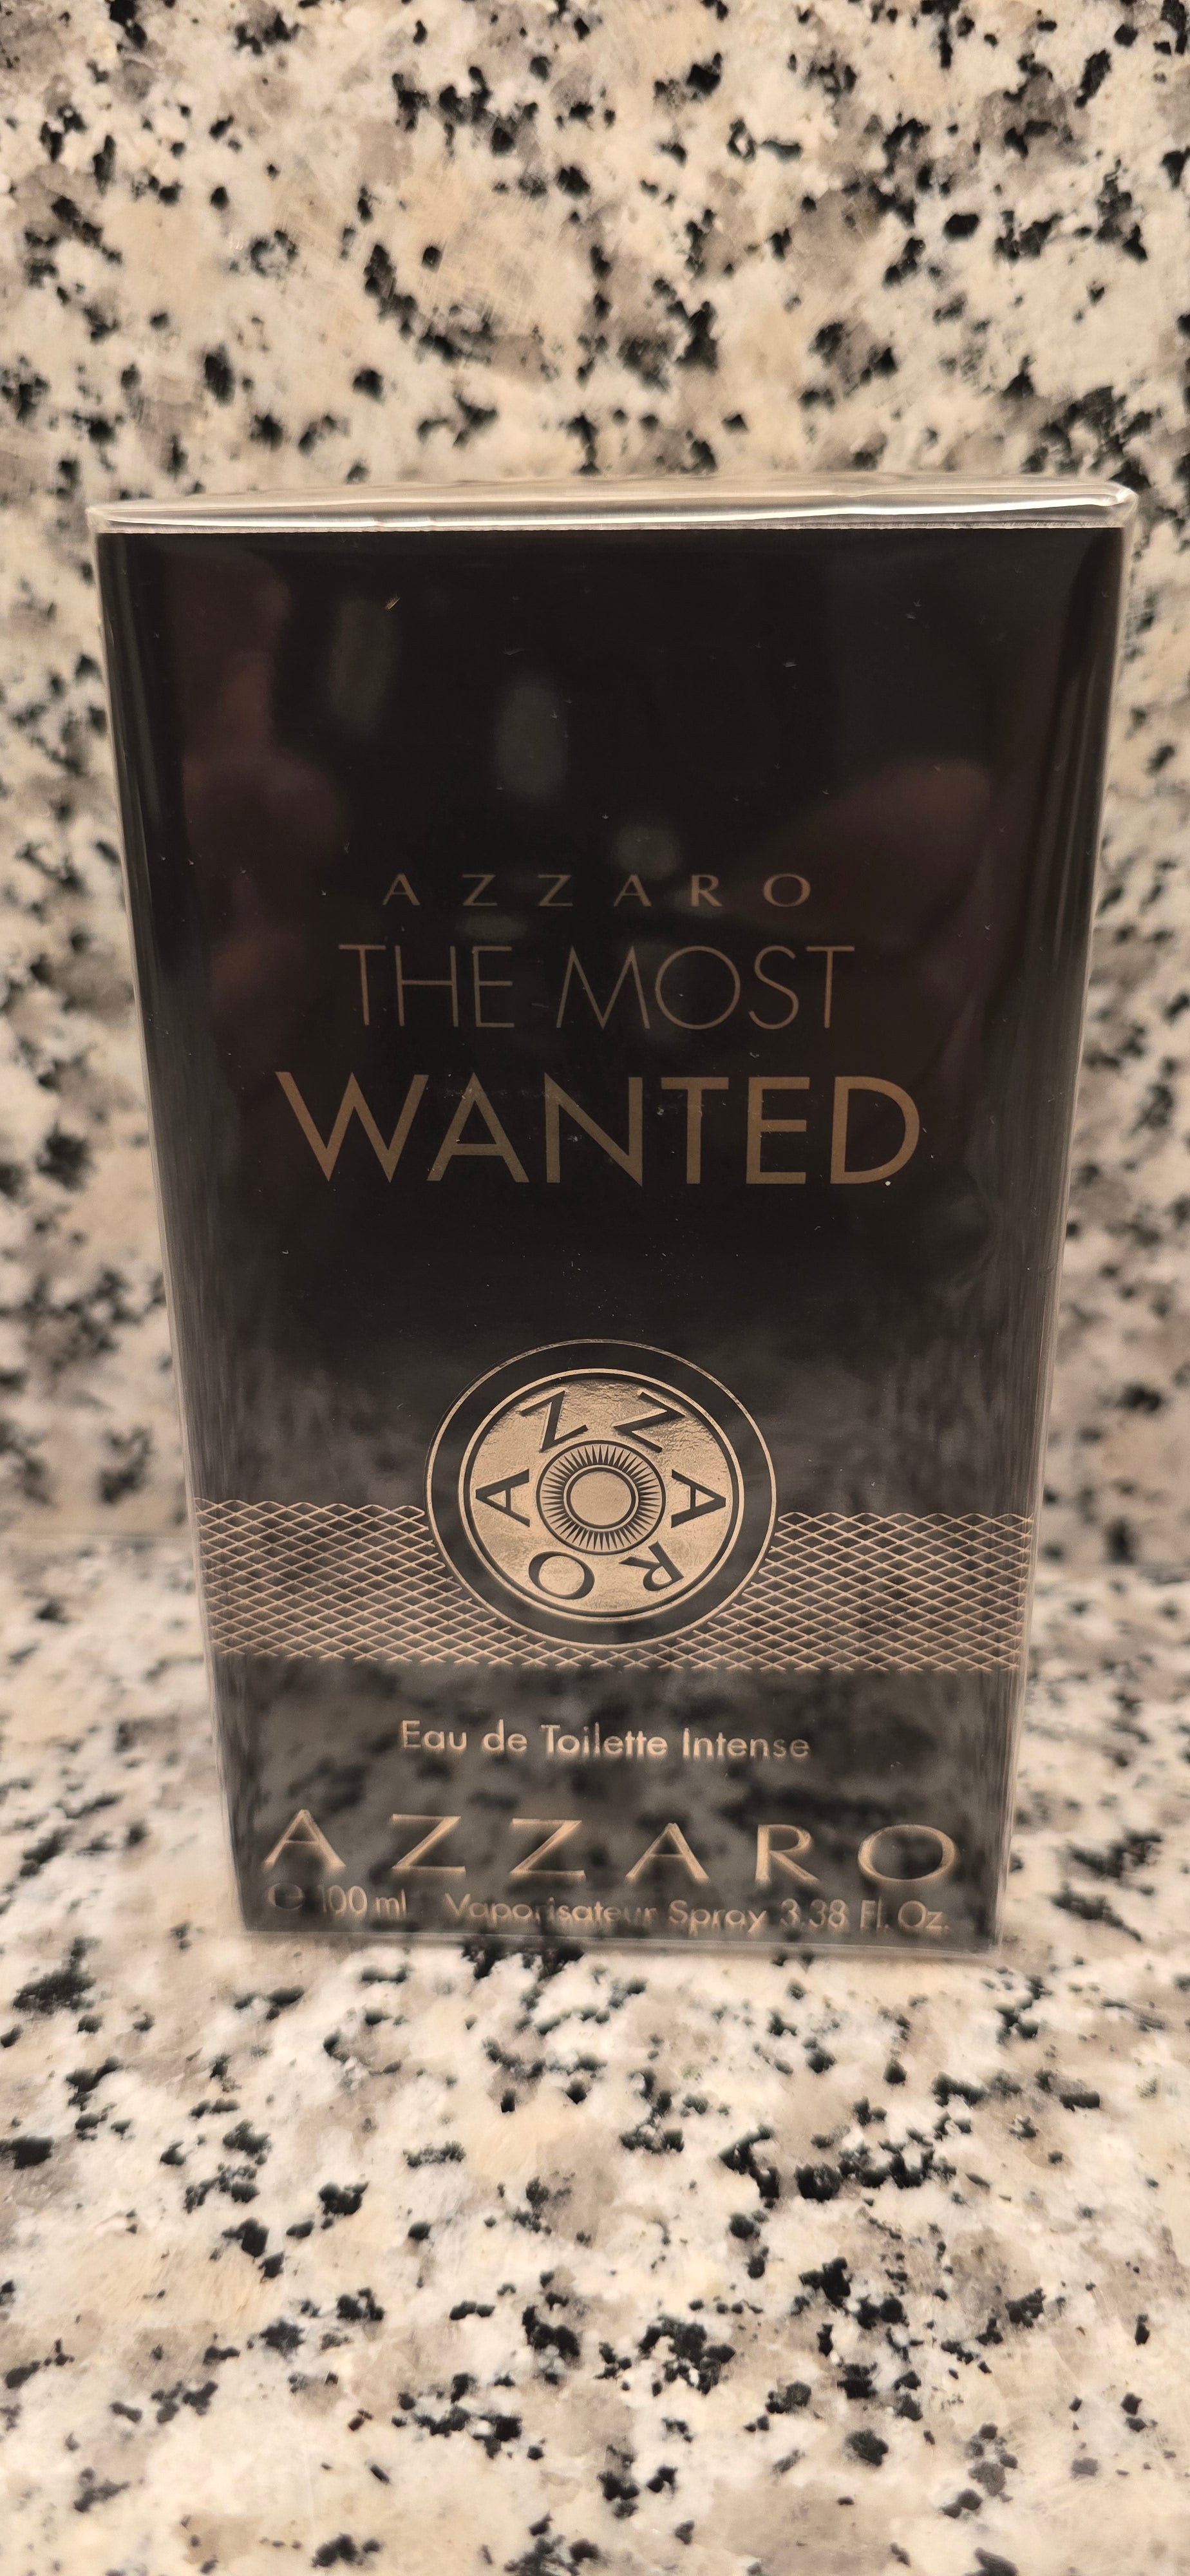 AZZARO
THE MOST
WANTED
AZZARO
Eau de Toilette Intense
AZZARO
e 100 ml Vaporisateur Spray 3.38 Fl. Oz.